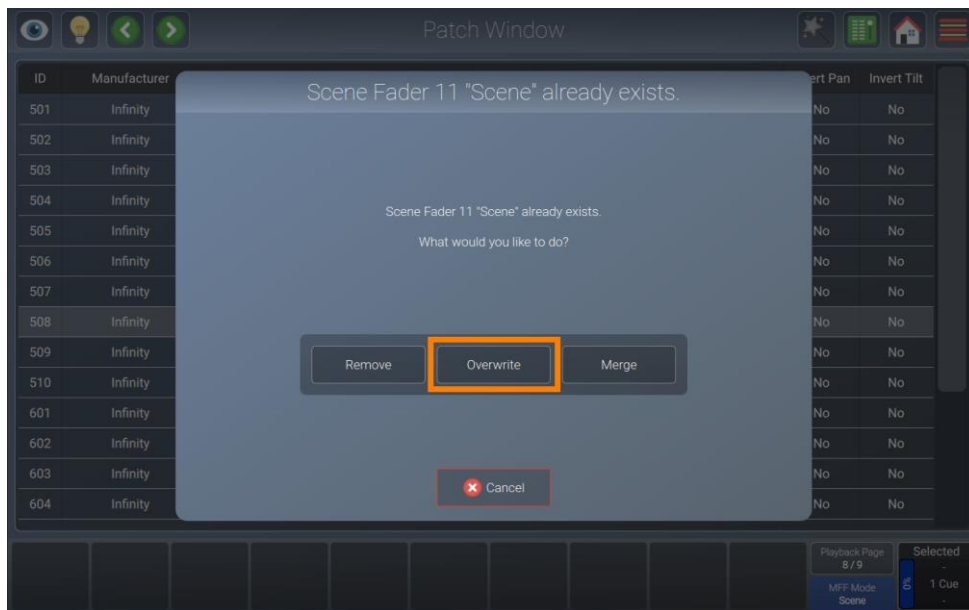 Patch Window
ID Manufacturer ert Pan Invert Tilt
Scene Fader 11 "Scene" already exists.
501 Infinity No No
502 Infinity No No
503 Infinity No No
504 Infinity No No
Scene Fader 11 "Scene" already exists.
505 Infinity No No
What would you like to do?
506 Infinity No No
507 Infinity No No
508 Infinity No No
509 Infinity No No
Remove Overwrite Merge
510 Infinity No No
601 Infinity No No
602 Infinity No No
603 Infinity No No
Cancel
604 Infinity No No
Playback Page Selected
8 / 9 -
MFF Mode 0% 1 Cue
Scene -